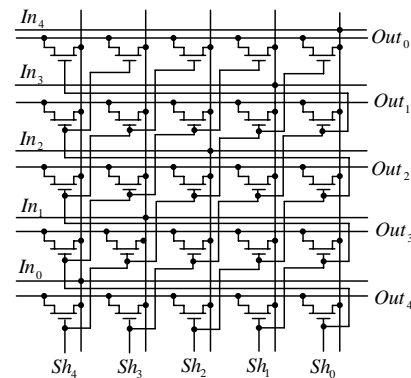 In₄
Out₀
In₃
Out₁
In₂
Out₂
In₁
Out₃
In₀
Out₄
Sh₄ Sh₃ Sh₂ Sh₁ Sh₀